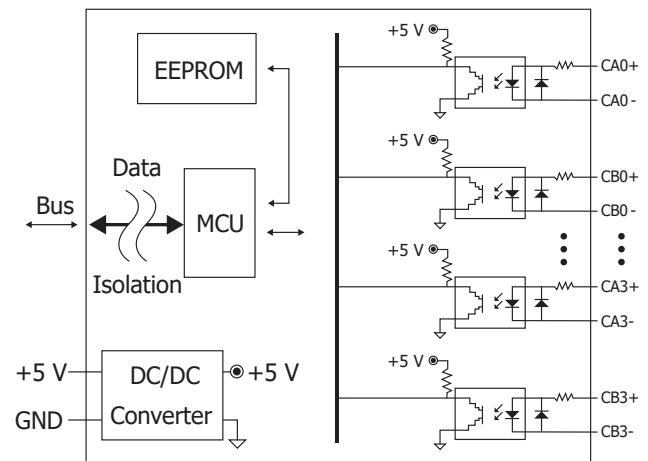 EEPROM
Data
Bus
MCU
Isolation
+5 V
DC/DC
Converter
+5 V
GND
+5 V
CA0+
CA0 -
+5 V
CB0+
CB0 -
+5 V
CA3+
CA3-
+5 V
CB3+
CB3-